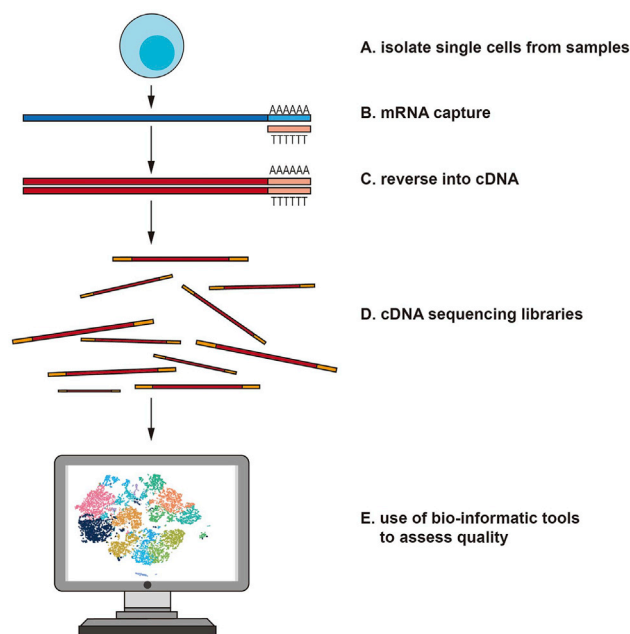 A. isolate single cells from samples
AAAAAA
B. mRNA capture
TTTTTT
AAAAAA
C. reverse into cDNA
TTTTTT
D. cDNA sequencing libraries
E. use of bio-informatic tools
to assess quality